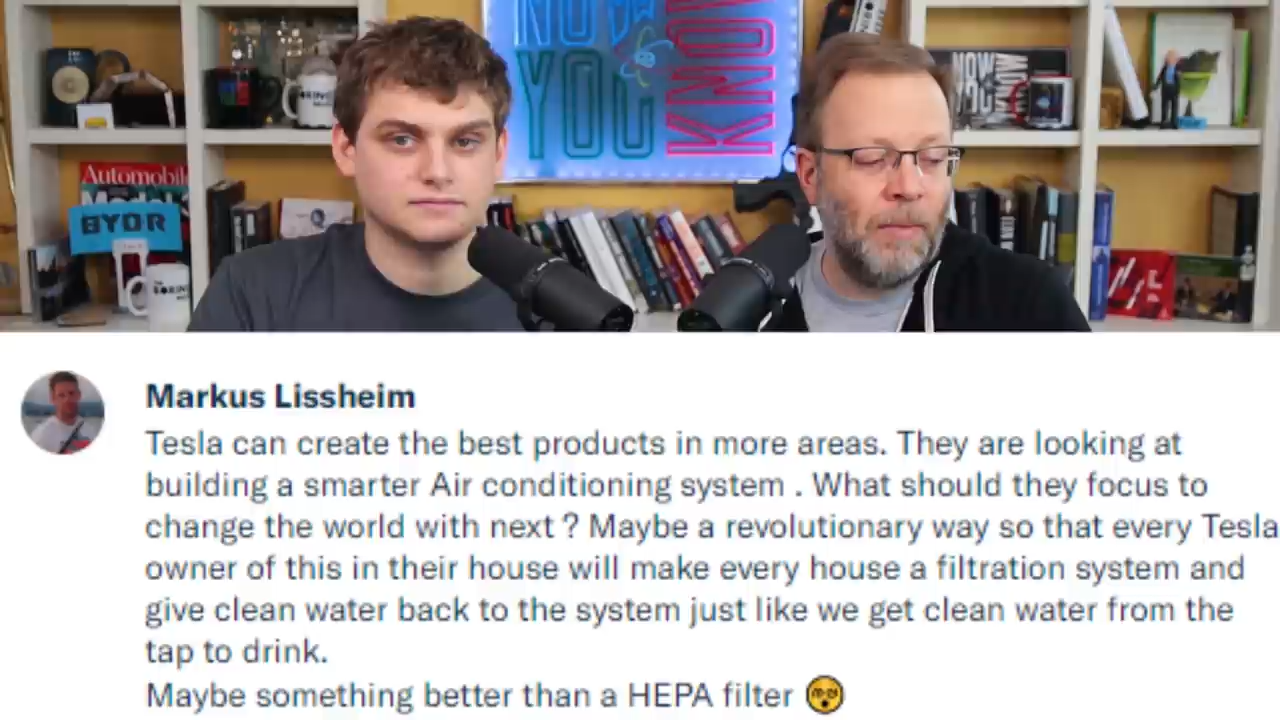 NOW
YOU
KNOW
NOW
YOU
KNOW
Automobile
BYDR
Markus Lissheim
Tesla can create the best products in more areas. They are looking at
building a smarter Air conditioning system . What should they focus to
change the world with next ? Maybe a revolutionary way so that every Tesla
owner of this in their house will make every house a filtration system and
give clean water back to the system just like we get clean water from the
tap to drink.
Maybe something better than a HEPA filter